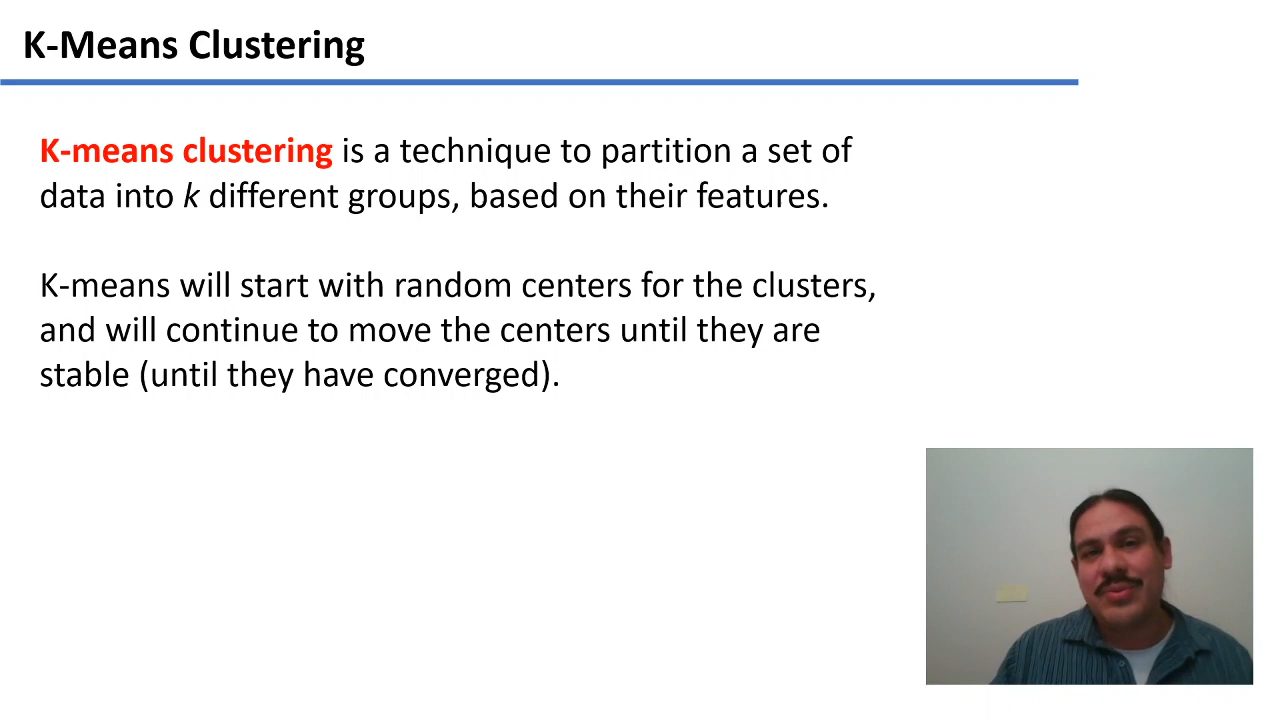 K-Means Clustering
K-means clustering is a technique to partition a set of
data into k different groups, based on their features.
K-means will start with random centers for the clusters,
and will continue to move the centers until they are
stable (until they have converged).